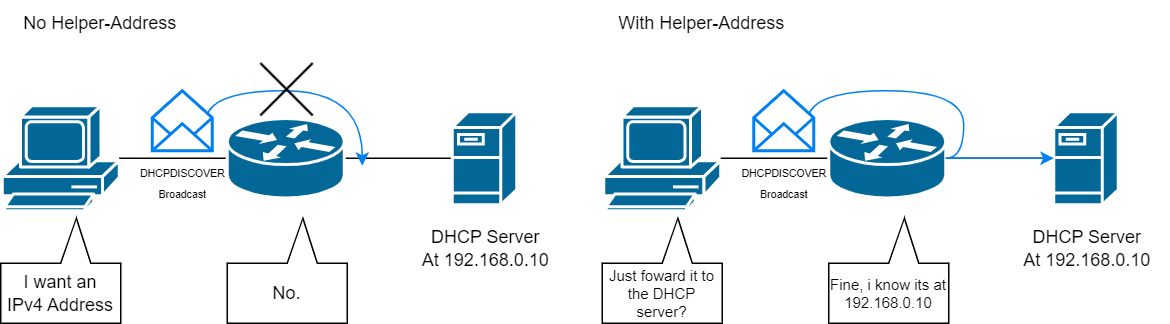 No Helper-Address
DHCPDISCOVER
Broadcast
DHCP Server
At 192.168.0.10
I want an
IPv4 Address
No.
With Helper-Address
DHCPDISCOVER
Broadcast
DHCP Server
At 192.168.0.10
Just foward it to
the DHCP
server?
Fine, i know its at
192.168.0.10